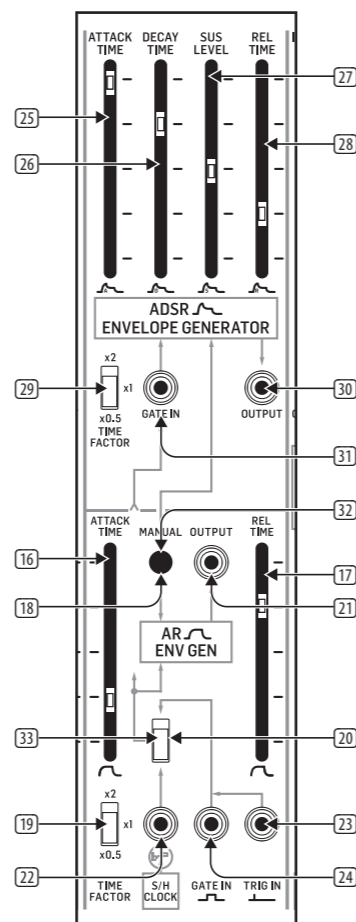 ATTACK TIME
DECAY TIME
SUS LEVEL
REL TIME
27
25
28
26
A
D
S
R
ADSR
ENVELOPE GENERATOR
x2
29
x1
30
x0.5
GATE IN
OUTPUT
TIME FACTOR
31
32
ATTACK TIME
MANUAL
OUTPUT
REL TIME
16
17
18
21
AR
ENV GEN
33
20
x2
19
x1
23
x0.5
22
24
TIME FACTOR
S/H CLOCK
GATE IN
TRIG IN